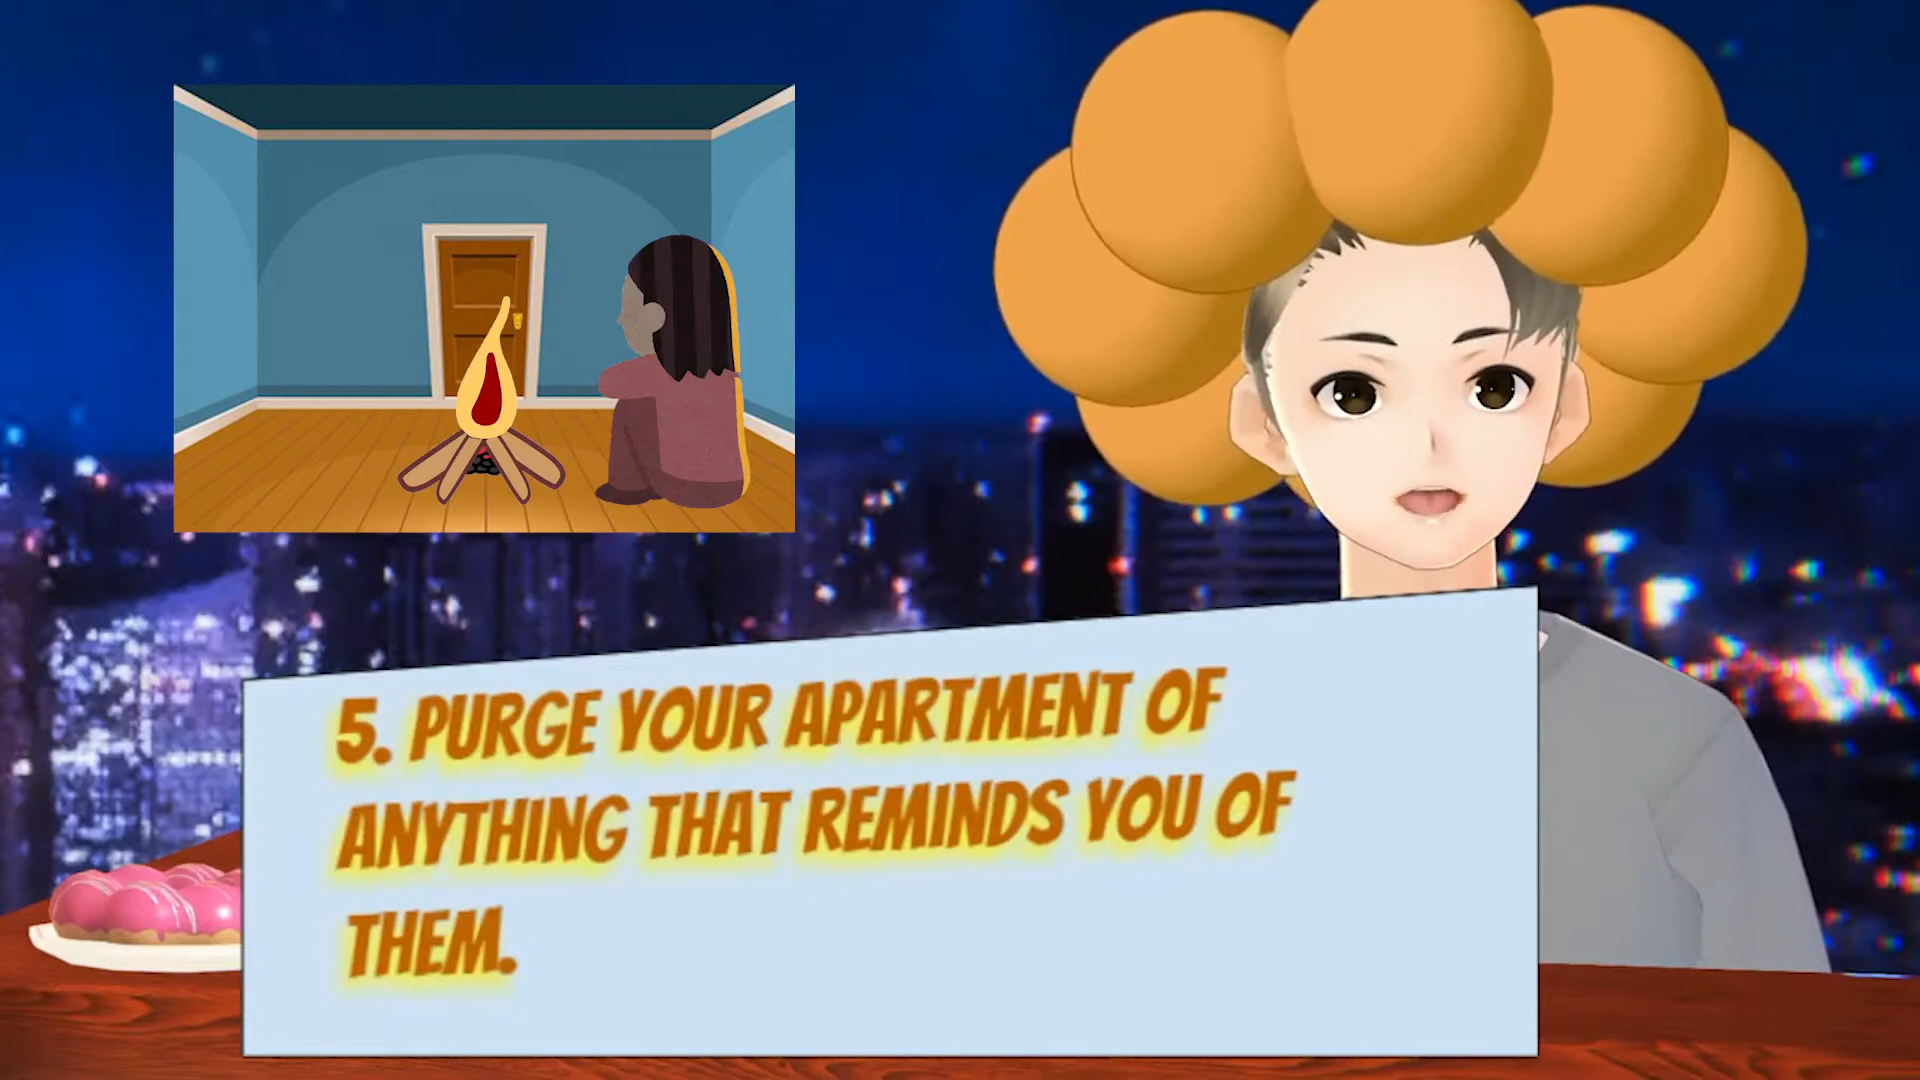 5. PURGE YOUR APARTMENT OF
ANYTHING THAT REMINDS YOU OF
THEM.